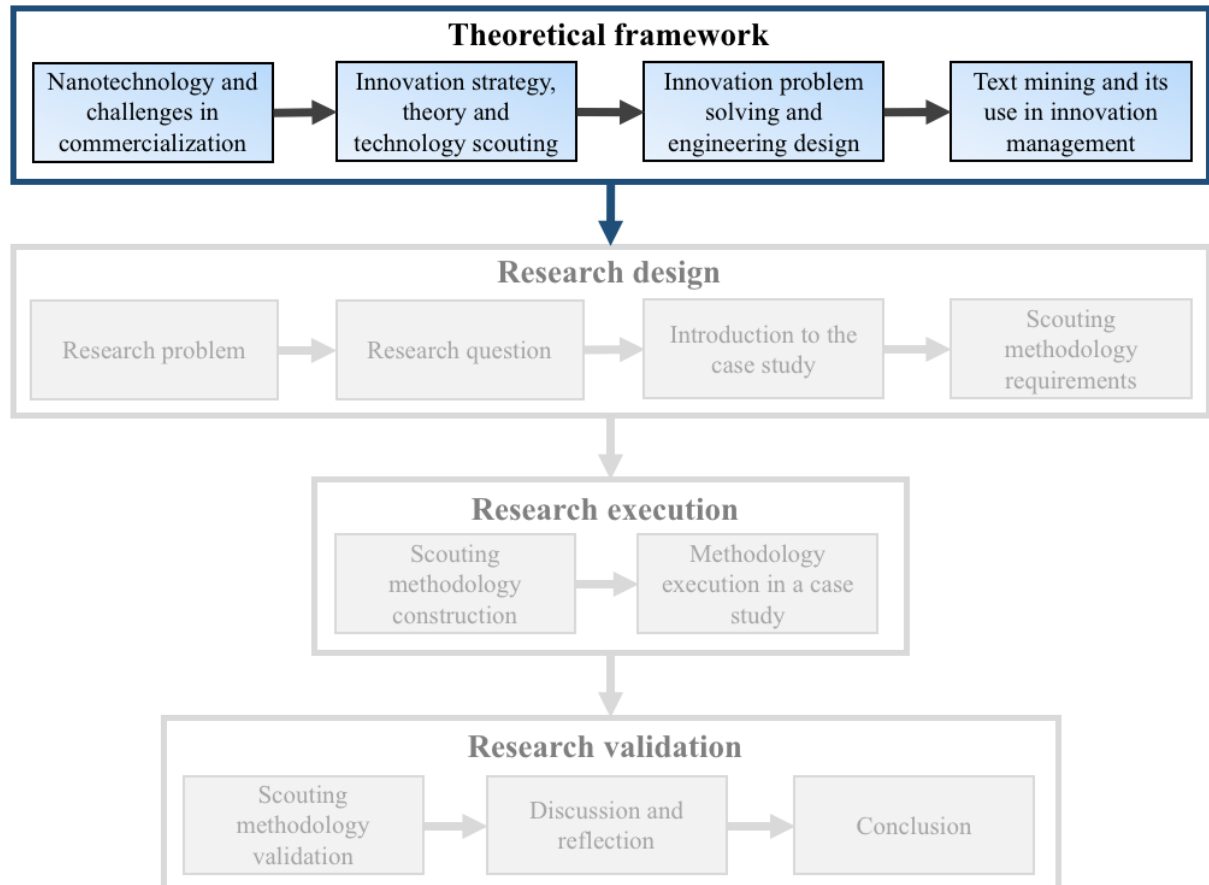 Theoretical framework
Nanotechnology and
challenges in
commercialization
Innovation strategy,
theory and
technology scouting
Innovation problem
solving and
engineering design
Text mining and its
use in innovation
management
Research design
Research problem
Research question
Introduction to the
case study
Scouting
methodology
requirements
Research execution
Scouting
methodology
construction
Methodology
execution in a case
study
Research validation
Scouting
methodology
validation
Discussion and
reflection
Conclusion